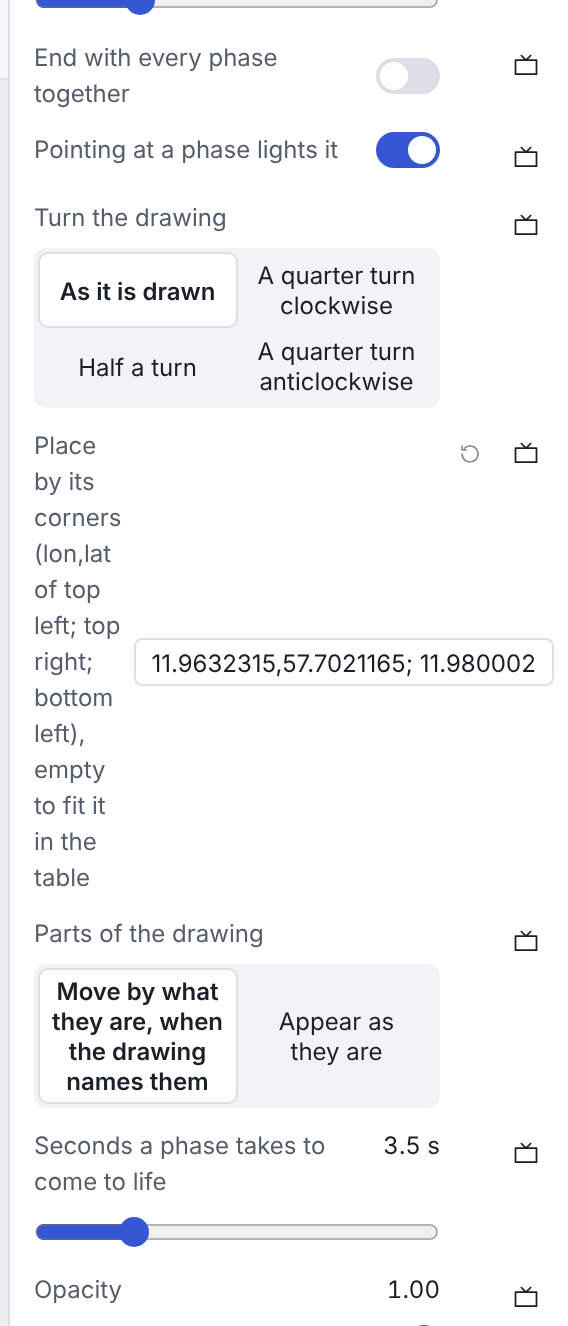 End with every phase
together
Pointing at a phase lights it
Turn the drawing
As it is drawn
A quarter turn
clockwise
Half a turn
A quarter turn
anticlockwise
Place
by its
corners
(lon,lat
of top
left; top
right;
bottom
left),
empty
to fit it
in the
table
11.9632315,57.7021165; 11.980002
Parts of the drawing
Move by what
they are, when
the drawing
names them
Appear as
they are
Seconds a phase takes to
come to life
3.5 s
Opacity
1.00